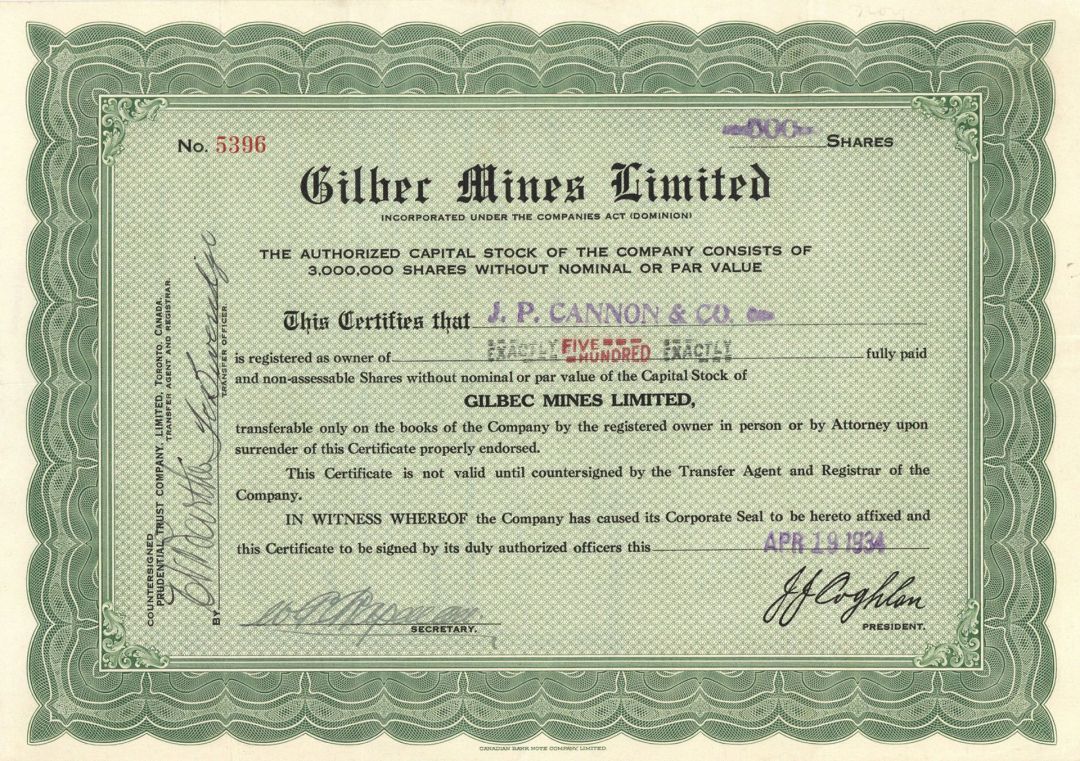 No. 5396
500 SHARES
Gilbec Mines Limited
INCORPORATED UNDER THE COMPANIES ACT (DOMINION)
THE AUTHORIZED CAPITAL STOCK OF THE COMPANY CONSISTS OF
3,000,000 SHARES WITHOUT NOMINAL OR PAR VALUE
This Certifies that J. P. CANNON & CO.
is registered as owner of EXACTLY FIVE HUNDRED EXACTLY fully paid
and non-assessable Shares without nominal or par value of the Capital Stock of
GILBEC MINES LIMITED,
transferable only on the books of the Company by the registered owner in person or by Attorney upon
surrender of this Certificate properly endorsed.
This Certificate is not valid until countersigned by the Transfer Agent and Registrar of the
Company.
IN WITNESS WHEREOF the Company has caused its Corporate Seal to be hereto affixed and
this Certificate to be signed by its duly authorized officers this APR 19 1934
SECRETARY.
J J Coghlan
PRESIDENT.
COUNTERSIGNED
PRUDENTIAL TRUST COMPANY, LIMITED, TORONTO, CANADA.
TRANSFER AGENT AND REGISTRAR
BY
TRANSFER OFFICER.
CANADIAN BANK NOTE COMPANY, LIMITED